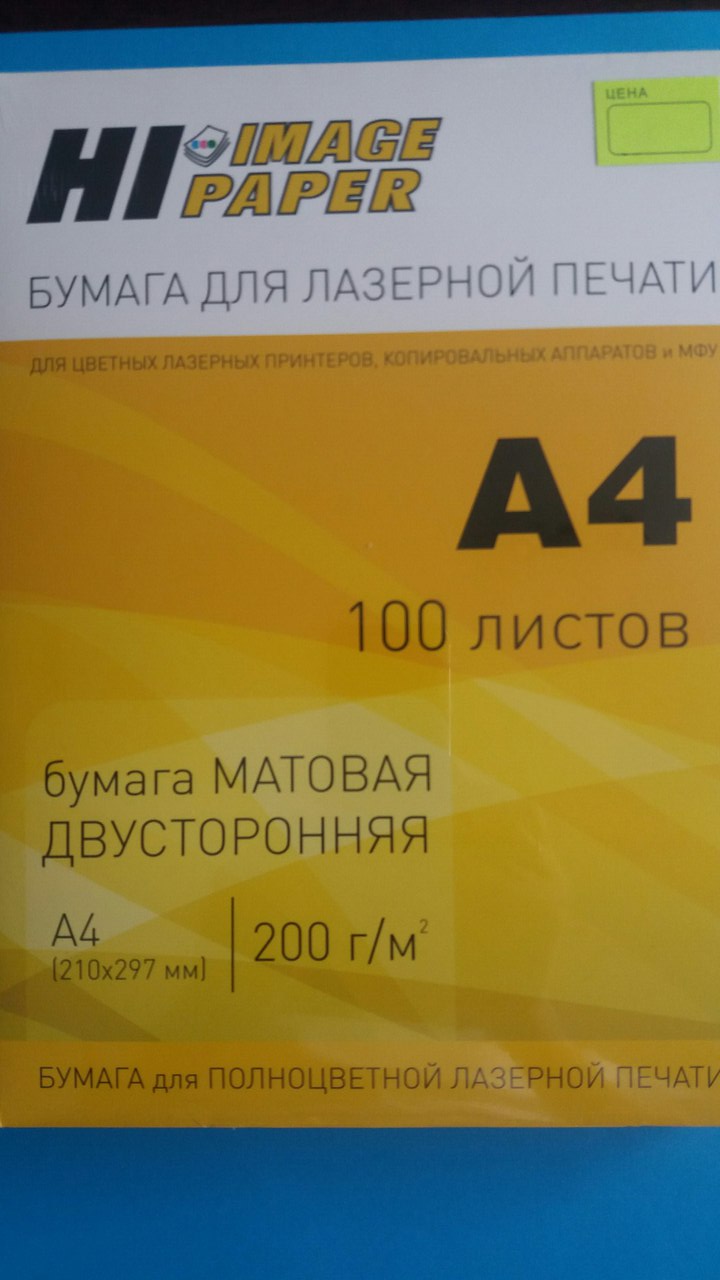 ЦЕНА
HI IMAGE
PAPER
БУМАГА ДЛЯ ЛАЗЕРНОЙ ПЕЧАТИ
ДЛЯ ЦВЕТНЫХ ЛАЗЕРНЫХ ПРИНТЕРОВ, КОПИРОВАЛЬНЫХ АППАРАТОВ и МФУ
A4
100 листов
бумага МАТОВАЯ
ДВУСТОРОННЯЯ
A4
(210x297 мм)
200 г/м²
БУМАГА для ПОЛНОЦВЕТНОЙ ЛАЗЕРНОЙ ПЕЧАТИ